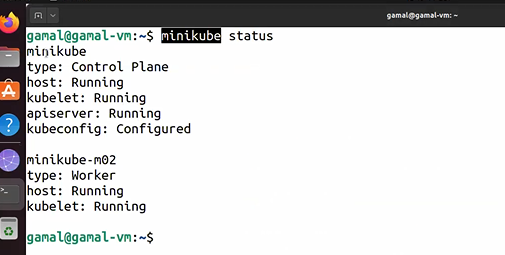 gamal@gamal-vm: ~
gamal@gamal-vm:~$ minikube status
minikube
type: Control Plane
host: Running
kubelet: Running
apiserver: Running
kubeconfig: Configured

minikube-m02
type: Worker
host: Running
kubelet: Running

gamal@gamal-vm:~$